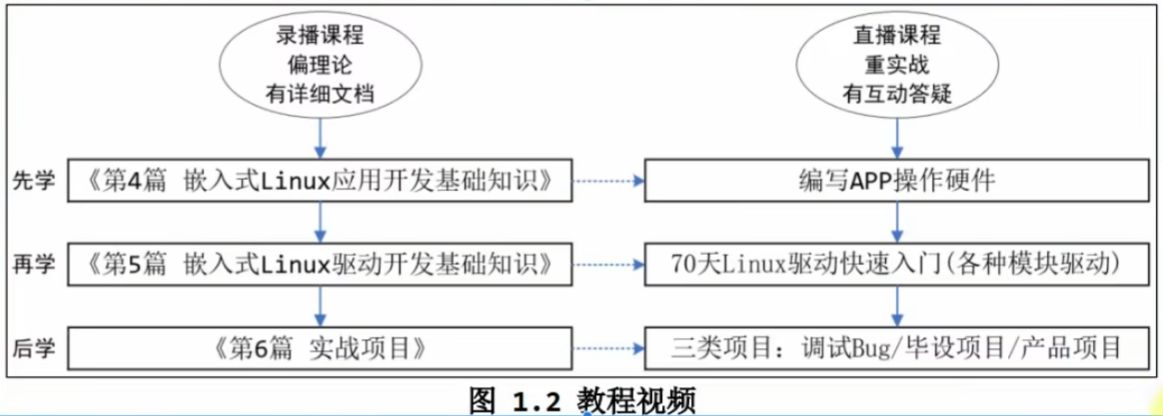 录播课程
偏理论
有详细文档
直播课程
重实战
有互动答疑
先学
《第4篇 嵌入式Linux应用开发基础知识》
编写APP操作硬件
再学
《第5篇 嵌入式Linux驱动开发基础知识》
70天Linux驱动快速入门(各种模块驱动)
后学
《第6篇 实战项目》
三类项目：调试Bug/毕设项目/产品项目
图 1.2 教程视频